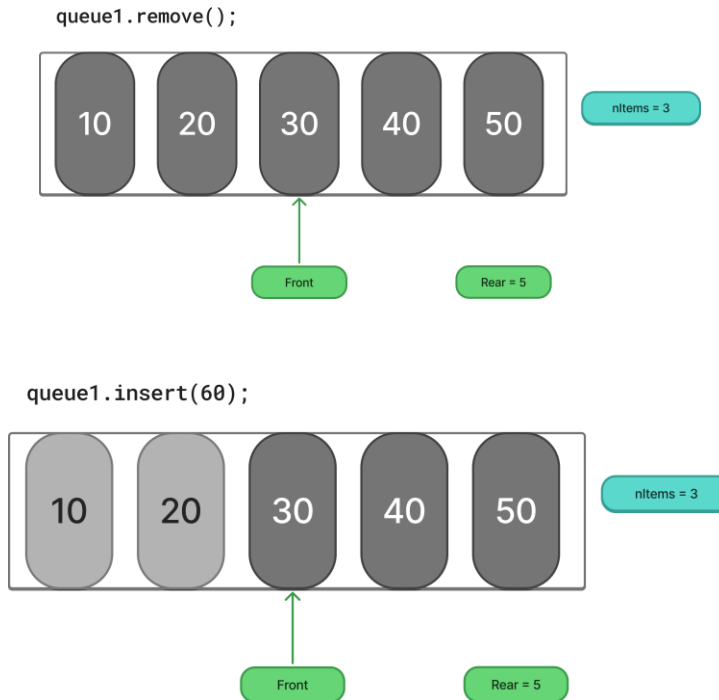 queue1.remove();
10 20 30 40 50
nItems = 3
Front
Rear = 5
queue1.insert(60);
10 20 30 40 50
nItems = 3
Front
Rear = 5